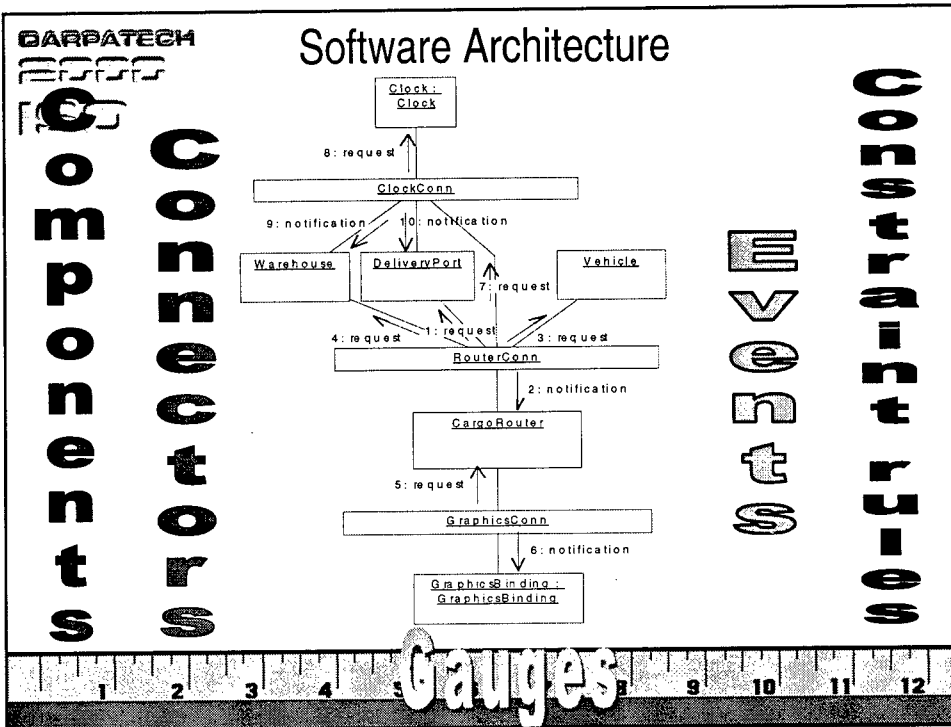 DARPATECH
2000
Software Architecture
Components
Connectors
Events
Constraint rules
Clock :
Clock
8: request
ClockConn
9: notification
10: notification
Warehouse
DeliveryPort
Vehicle
7: request
4: request
1: request
3: request
RouterConn
2: notification
CargoRouter
5: request
GraphicsConn
6: notification
GraphicsBinding :
GraphicsBinding
Gauges
1 2 3 4 5 8 9 10 11 12